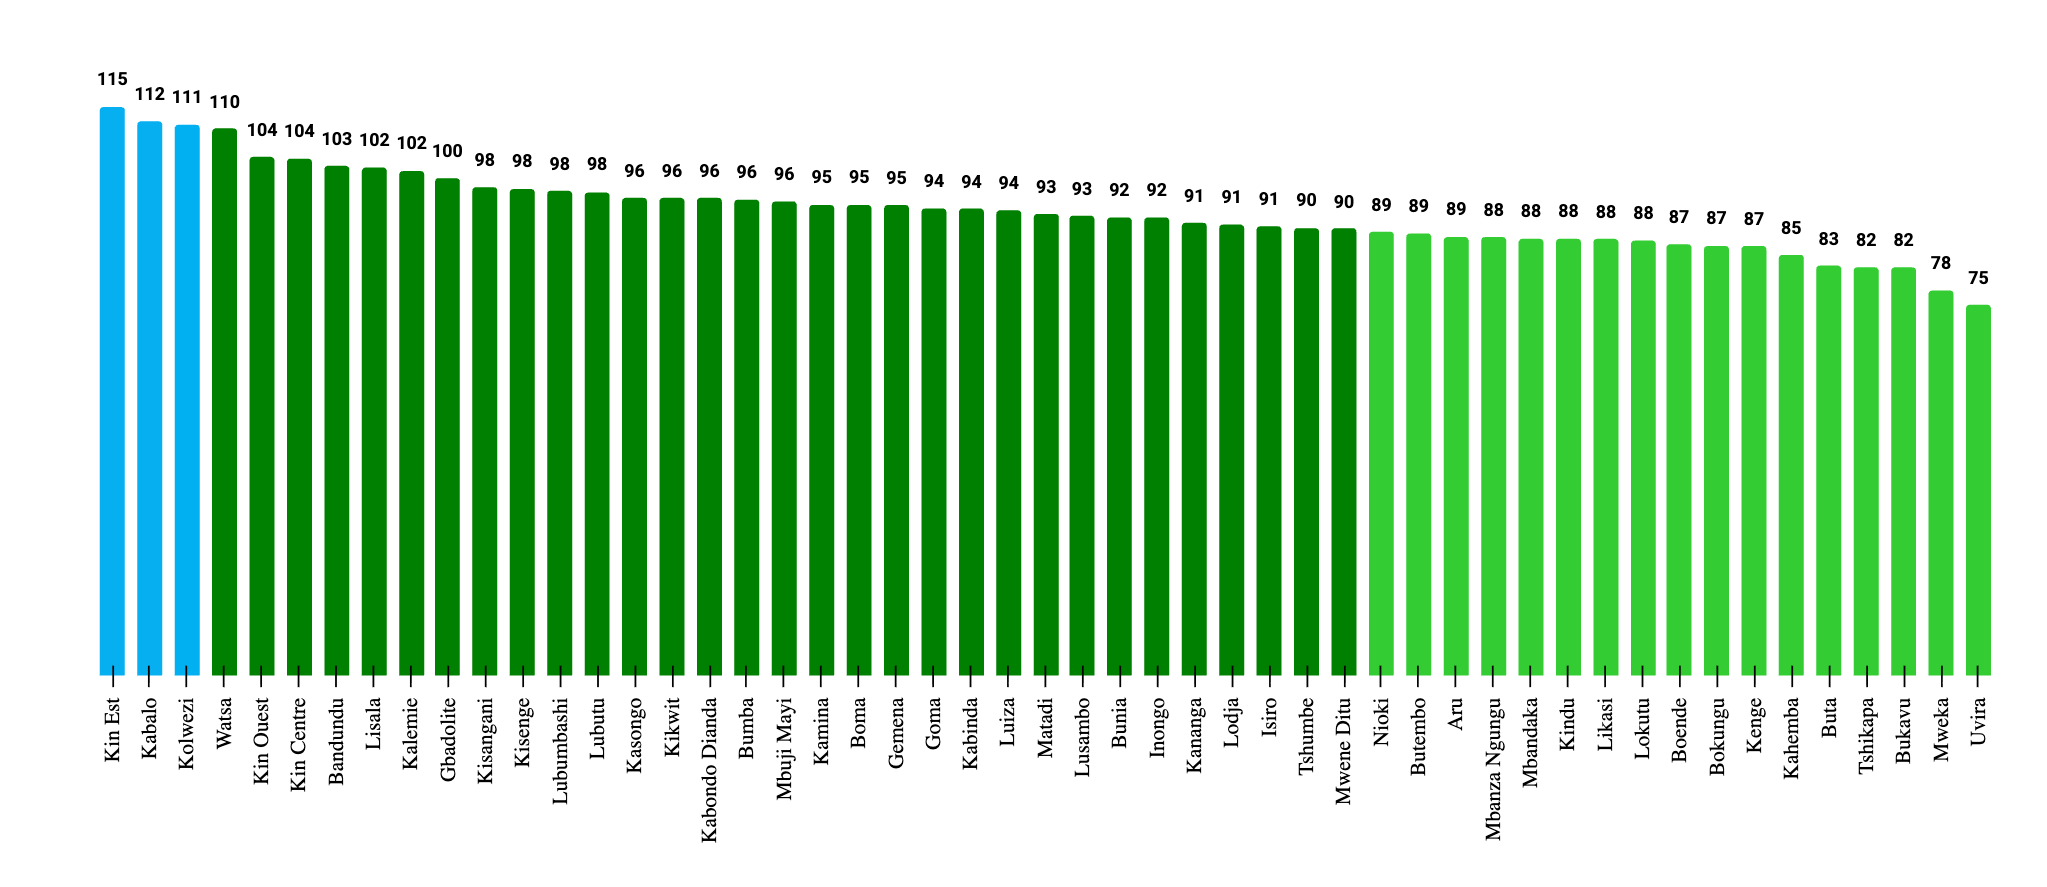 115 112 111 110 104 104 103 102 102 100 98 98 98 98 96 96 96 96 96 95 95 95 94 94 94 93 93 92 92 91 91 91 90 90 89 89 89 88 88 88 88 88 87 87 87 85 83 82 82 78 75
Kin Est
Kabalo
Kolwezi
Watsa
Kin Ouest
Kin Centre
Bandundu
Lisala
Kalemie
Gbadolite
Kisangani
Kisenge
Lubumbashi
Lubutu
Kasongo
Kikwit
Kabondo Dianda
Bumba
Mbuji Mayi
Kamina
Boma
Gemena
Goma
Kabinda
Luiza
Matadi
Lusambo
Bunia
Inongo
Kananga
Lodja
Isiro
Tshumbe
Mwene Ditu
Nioki
Butembo
Aru
Mbanza Ngungu
Mbandaka
Kindu
Likasi
Lokutu
Boende
Bokungu
Kenge
Kahemba
Buta
Tshikapa
Bukavu
Mweka
Uvira